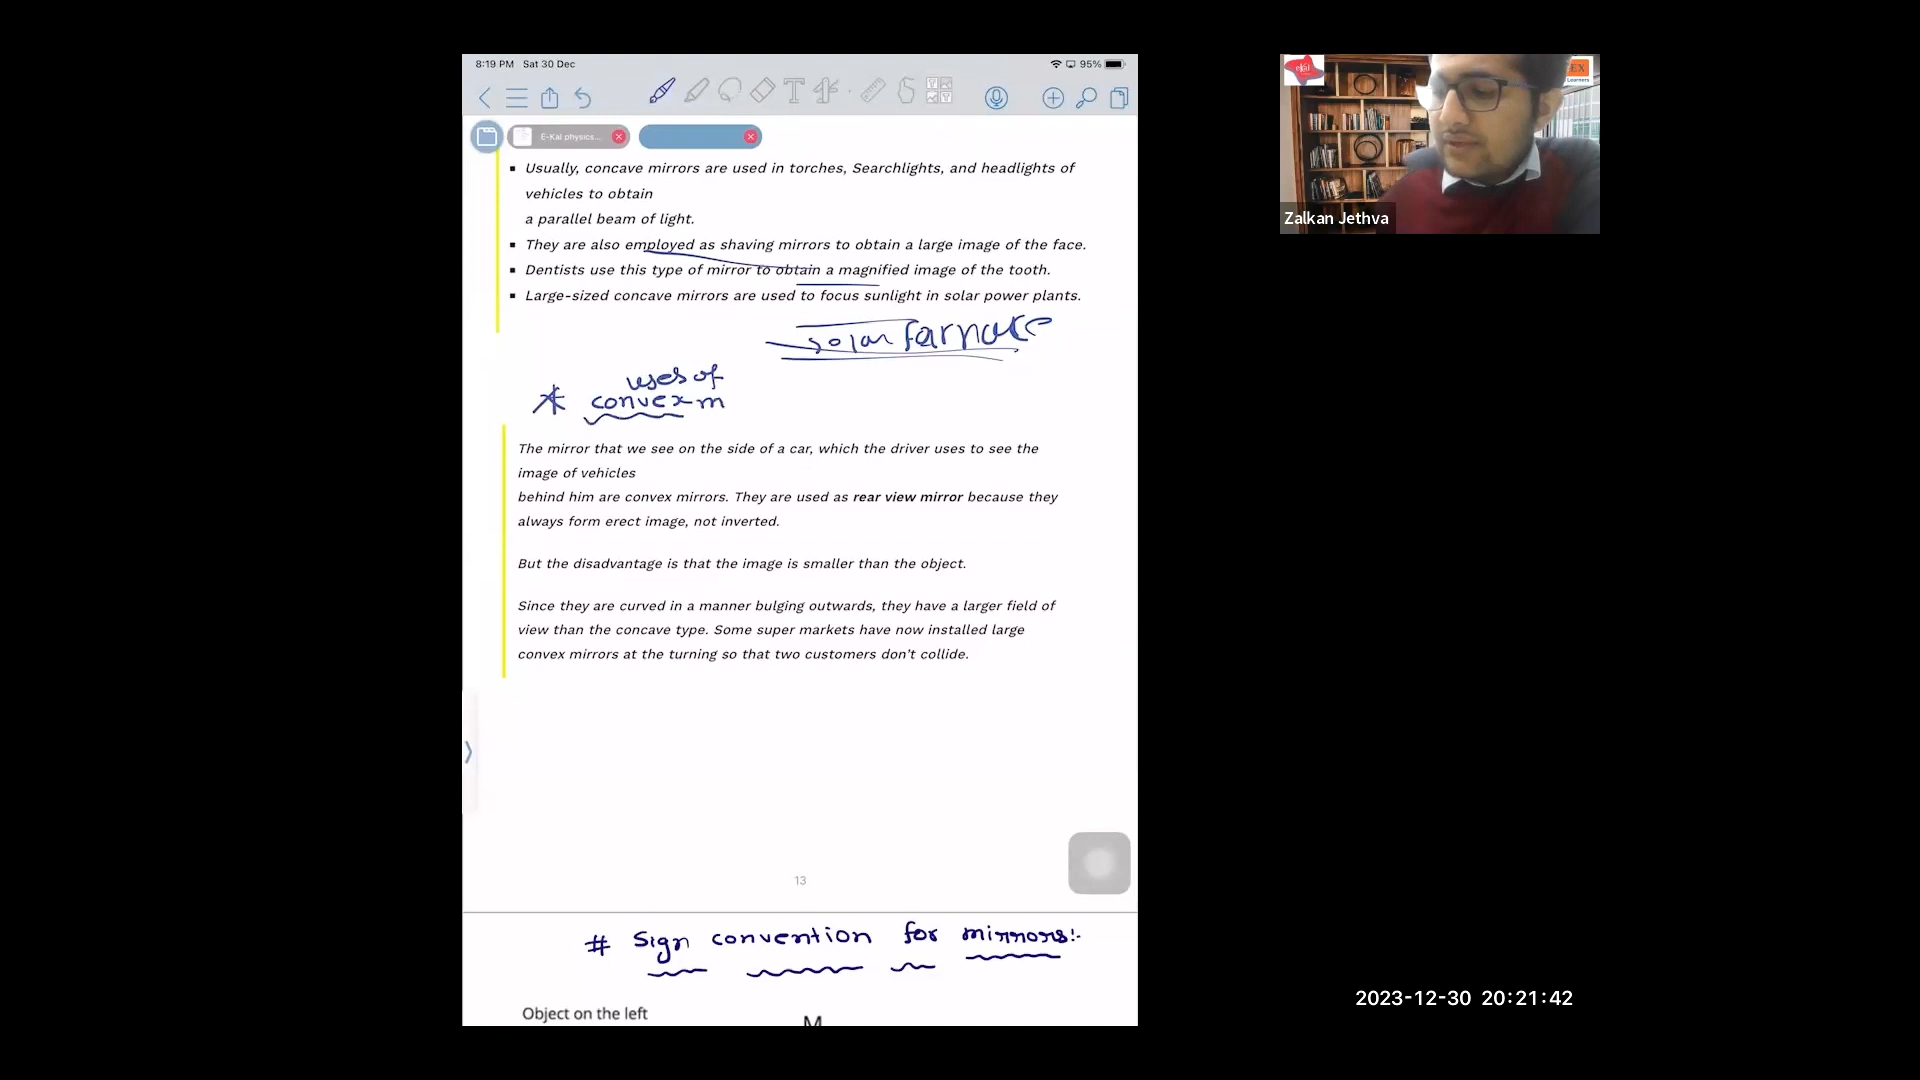 8:19 PM Sat 30 Dec
95%
E-Kal physics...
Usually, concave mirrors are used in torches, Searchlights, and headlights of
vehicles to obtain
a parallel beam of light.
They are also employed as shaving mirrors to obtain a large image of the face.
Dentists use this type of mirror to obtain a magnified image of the tooth.
Large-sized concave mirrors are used to focus sunlight in solar power plants.
solar farnace
uses of
* convex m
The mirror that we see on the side of a car, which the driver uses to see the
image of vehicles
behind him are convex mirrors. They are used as rear view mirror because they
always form erect image, not inverted.
But the disadvantage is that the image is smaller than the object.
Since they are curved in a manner bulging outwards, they have a larger field of
view than the concave type. Some super markets have now installed large
convex mirrors at the turning so that two customers don't collide.
13
# Sign convention for mirrors:-
Object on the left
M
EX
Learners
Zalkan Jethva
2023-12-30 20:21:42